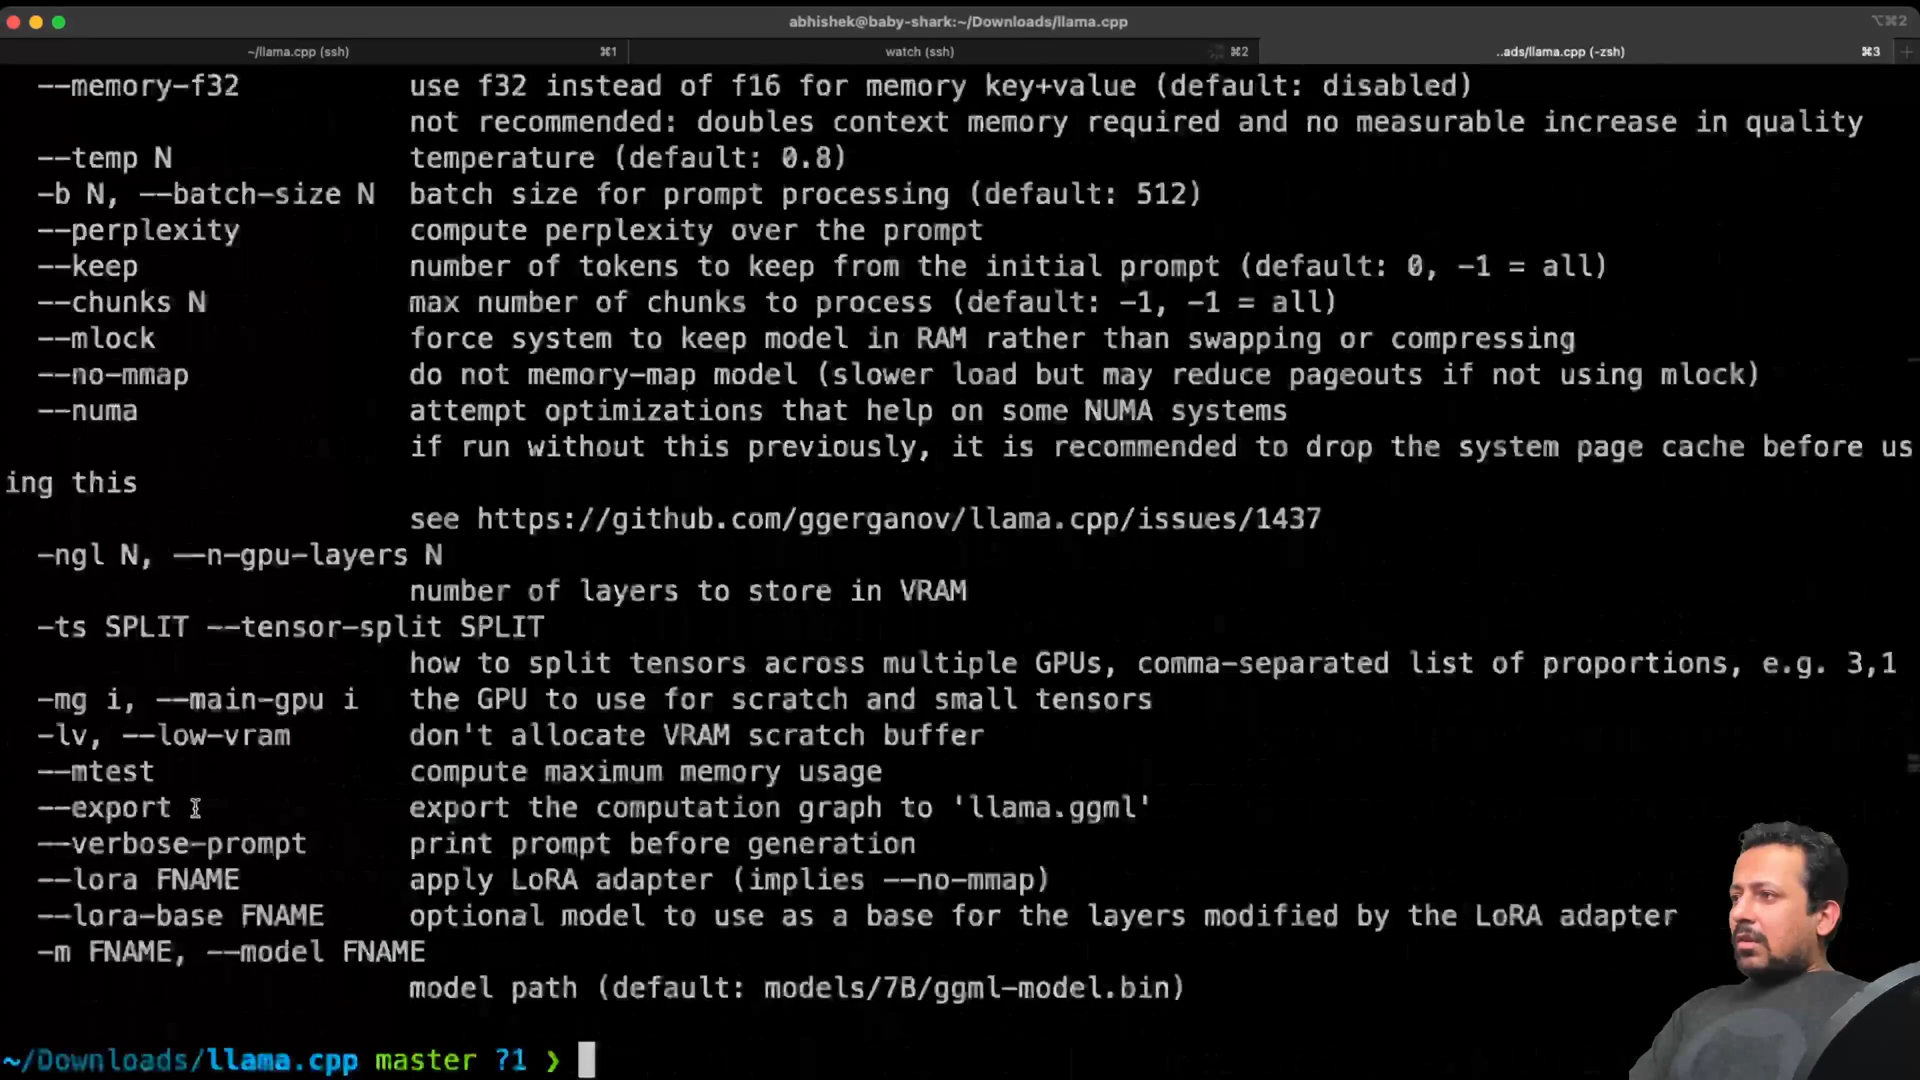 abhishek@baby-shark:~/Downloads/llama.cpp
⌥⌘2
~/llama.cpp (ssh) ⌘1 watch (ssh) ⌘2 ..ads/llama.cpp (-zsh) ⌘3 +
--memory-f32 use f32 instead of f16 for memory key+value (default: disabled)
not recommended: doubles context memory required and no measurable increase in quality
--temp N temperature (default: 0.8)
-b N, --batch-size N batch size for prompt processing (default: 512)
--perplexity compute perplexity over the prompt
--keep number of tokens to keep from the initial prompt (default: 0, -1 = all)
--chunks N max number of chunks to process (default: -1, -1 = all)
--mlock force system to keep model in RAM rather than swapping or compressing
--no-mmap do not memory-map model (slower load but may reduce pageouts if not using mlock)
--numa attempt optimizations that help on some NUMA systems
if run without this previously, it is recommended to drop the system page cache before us
ing this
see https://github.com/ggerganov/llama.cpp/issues/1437
-ngl N, --n-gpu-layers N
number of layers to store in VRAM
-ts SPLIT --tensor-split SPLIT
how to split tensors across multiple GPUs, comma-separated list of proportions, e.g. 3,1
-mg i, --main-gpu i the GPU to use for scratch and small tensors
-lv, --low-vram don't allocate VRAM scratch buffer
--mtest compute maximum memory usage
--export export the computation graph to 'llama.ggml'
--verbose-prompt print prompt before generation
--lora FNAME apply LoRA adapter (implies --no-mmap)
--lora-base FNAME optional model to use as a base for the layers modified by the LoRA adapter
-m FNAME, --model FNAME
model path (default: models/7B/ggml-model.bin)
~/Downloads/llama.cpp master ?1 ❯